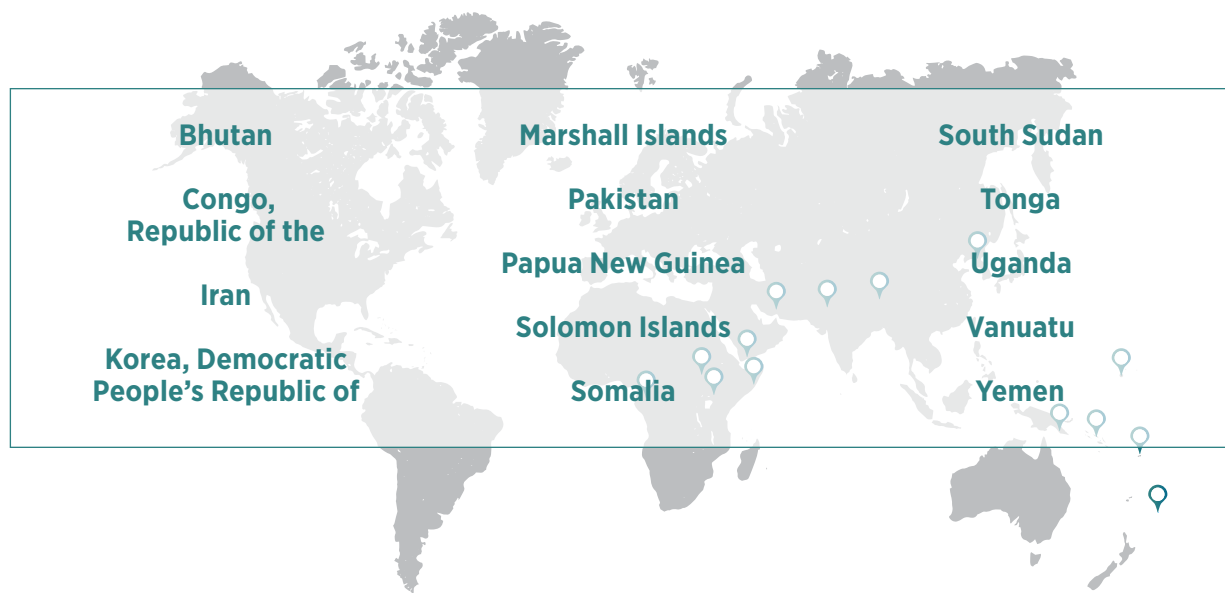 Bhutan
Congo,
Republic of the
Iran
Korea, Democratic
People’s Republic of
Marshall Islands
Pakistan
Papua New Guinea
Solomon Islands
Somalia
South Sudan
Tonga
Uganda
Vanuatu
Yemen